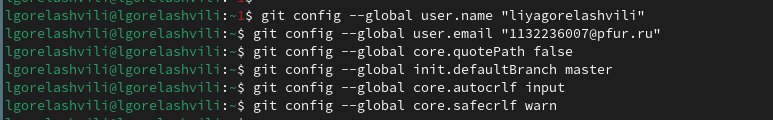 lgorelashvili@lgorelashvili:~1$ git config --global user.name "liyagorelashvili"
lgorelashvili@lgorelashvili:~$ git config --global user.email "1132236007@pfur.ru"
lgorelashvili@lgorelashvili:~$ git config --global core.quotePath false
lgorelashvili@lgorelashvili:~$ git config --global init.defaultBranch master
lgorelashvili@lgorelashvili:~$ git config --global core.autocrlf input
lgorelashvili@lgorelashvili:~$ git config --global core.safecrlf warn